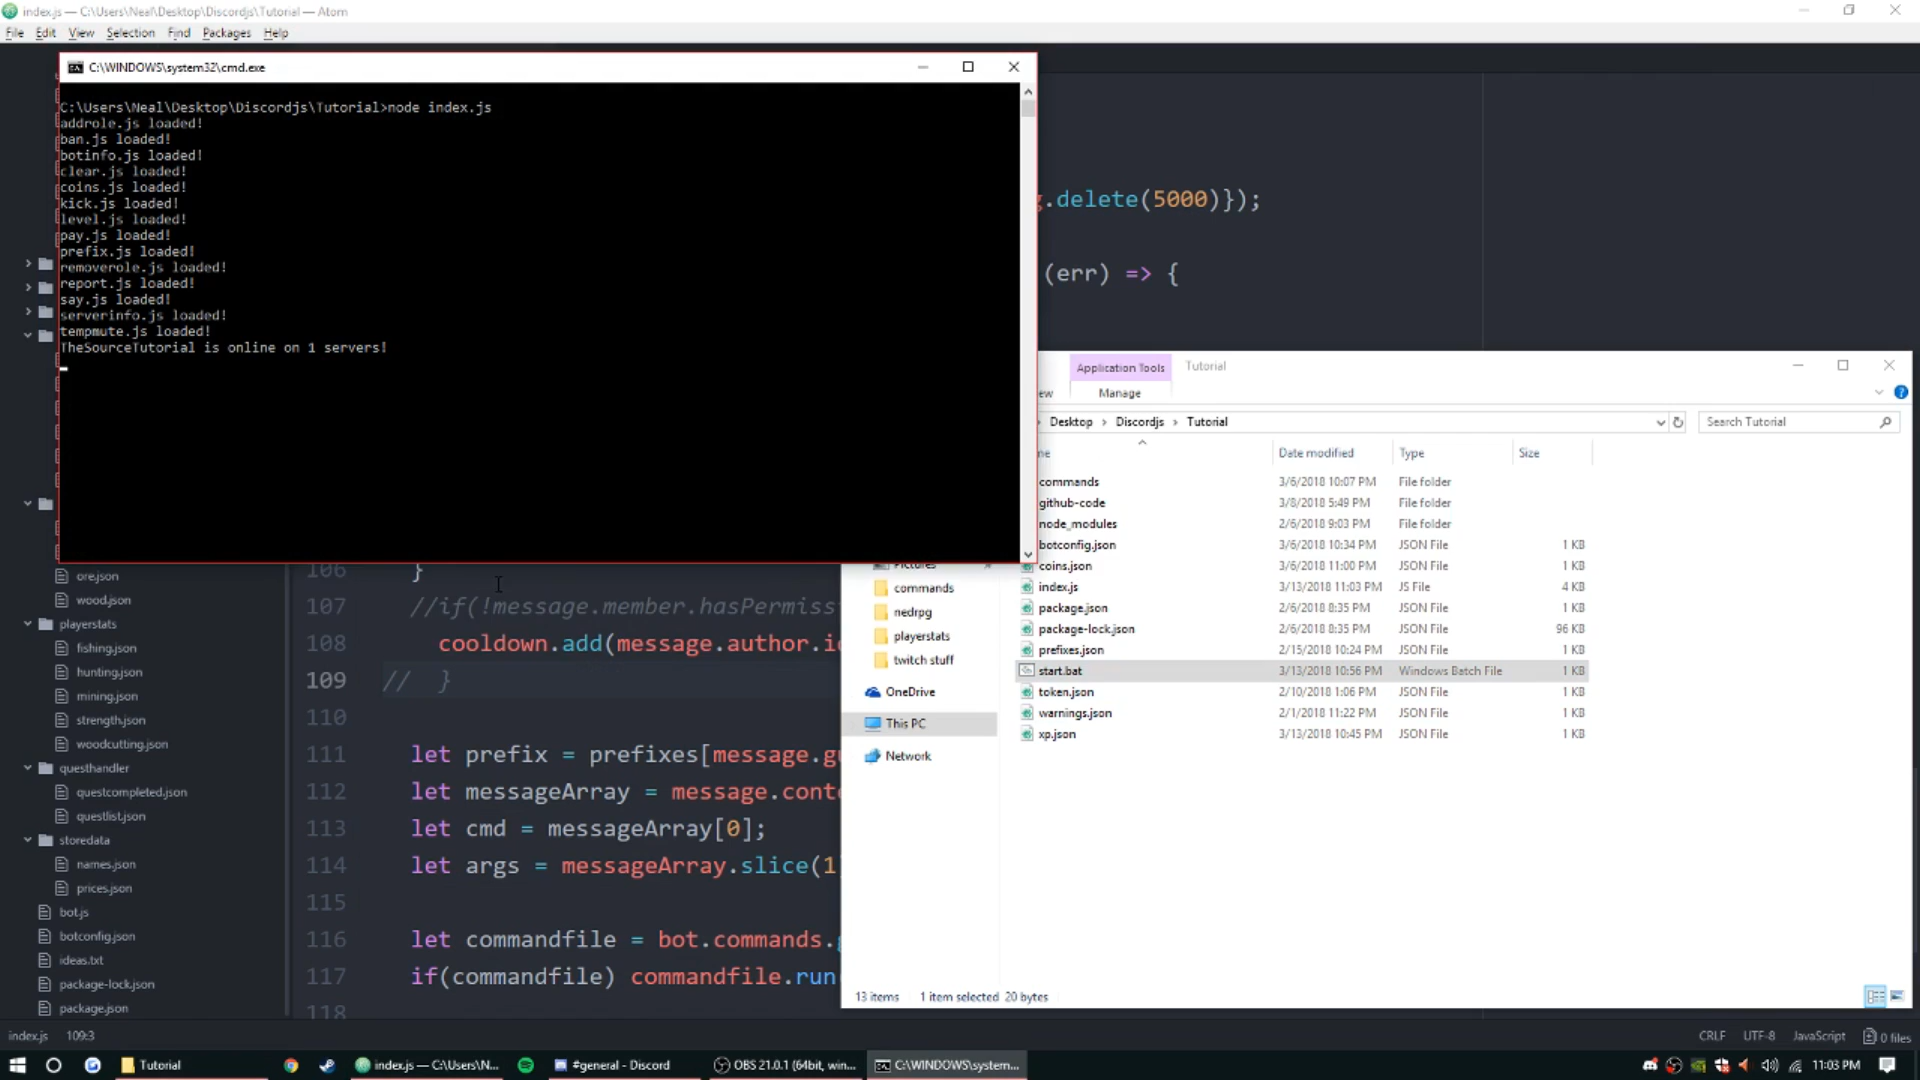 index.js — C:\Users\Neal\Desktop\Discordjs\Tutorial — Atom
File Edit View Selection Find Packages Help
C:\WINDOWS\system32\cmd.exe
C:\Users\Neal\Desktop\Discordjs\Tutorial>node index.js
addrole.js loaded!
ban.js loaded!
botinfo.js loaded!
clear.js loaded!
coins.js loaded!
kick.js loaded!
level.js loaded!
pay.js loaded!
prefix.js loaded!
removerole.js loaded!
report.js loaded!
say.js loaded!
serverinfo.js loaded!
tempmute.js loaded!
TheSourceTutorial is online on 1 servers!
.delete(5000)});
(err) => {
Application Tools Tutorial
ew Manage
Desktop > Discordjs > Tutorial Search Tutorial
me Date modified Type Size
commands 3/6/2018 10:07 PM File folder
github-code 3/8/2018 5:49 PM File folder
node_modules 2/6/2018 9:03 PM File folder
botconfig.json 3/6/2018 10:34 PM JSON File 1 KB
coins.json 3/6/2018 11:00 PM JSON File 1 KB
index.js 3/13/2018 11:03 PM JS File 4 KB
package.json 2/6/2018 8:35 PM JSON File 1 KB
package-lock.json 2/6/2018 8:35 PM JSON File 96 KB
prefixes.json 2/15/2018 10:24 PM JSON File 1 KB
start.bat 3/13/2018 10:56 PM Windows Batch File 1 KB
token.json 2/10/2018 1:06 PM JSON File 1 KB
warnings.json 2/1/2018 11:22 PM JSON File 1 KB
xp.json 3/13/2018 10:45 PM JSON File 1 KB
Pictures
commands
nedrpg
playerstats
twitch stuff
OneDrive
This PC
Network
13 items 1 item selected 20 bytes
ore.json
wood.json
playerstats
fishing.json
hunting.json
mining.json
strength.json
woodcutting.json
questhandler
questcompleted.json
questlist.json
storedata
names.json
prices.json
bot.js
botconfig.json
ideas.txt
package-lock.json
package.json
106 }
107 //if(!message.member.hasPermiss
108 cooldown.add(message.author.id
109 // }
110
111 let prefix = prefixes[message.gu
112 let messageArray = message.conte
113 let cmd = messageArray[0];
114 let args = messageArray.slice(1
115
116 let commandfile = bot.commands.g
117 if(commandfile) commandfile.run
118
index.js 109:3 CRLF UTF-8 JavaScript 0 files
Tutorial index.js — C:\Users\N... #general - Discord OBS 21.0.1 (64bit, win... C:\WINDOWS\system... 11:03 PM